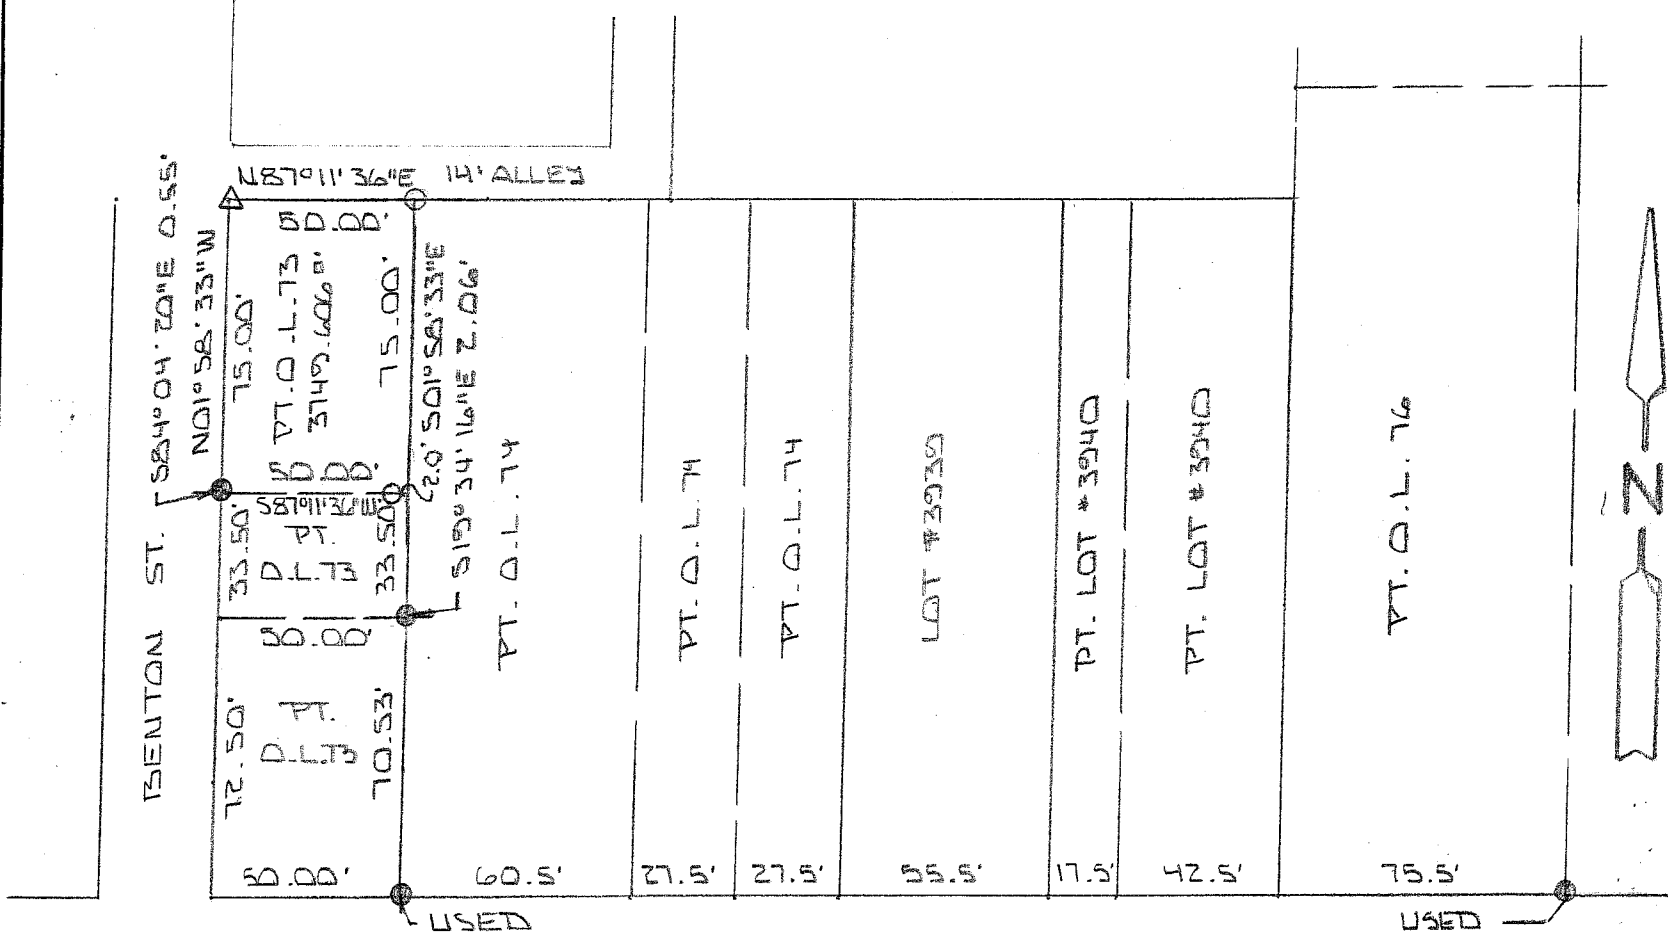 N87°11'36"E 14' ALLEY
50.00'
BENTON ST.
S84°04'20"E 0.55'
N01°58'33"W
75.00'
PT. O.L. 73
3749.606
75.00'
2.0' S01°58'33"E
S19°34'16"E 2.06'
50.00'
S87°11'36"W
33.50'
PT.
O.L. 73
33.50'
50.00'
72.50'
PT.
O.L. 73
70.53'
PT. O.L. 74
PT. O.L. 74
PT. O.L. 74
LOT #3939
PT. LOT #3940
PT. LOT #3940
PT. O.L. 76
N
50.00' 60.5' 27.5' 27.5' 55.5' 17.5' 42.5' 75.5'
USED USED